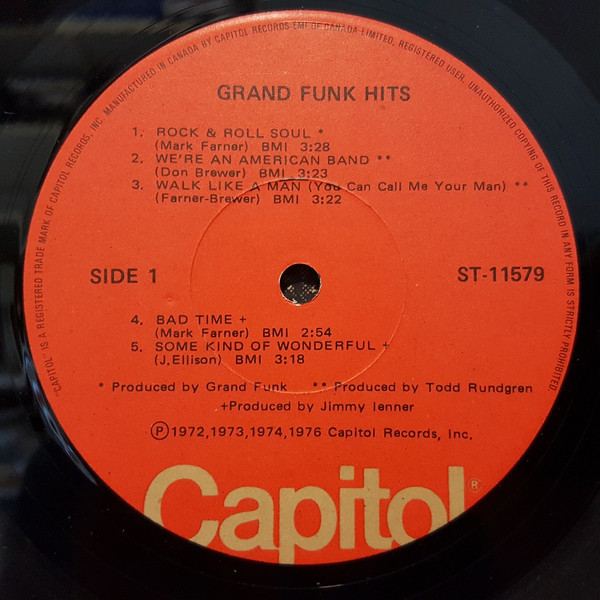 "CAPITOL" IS A REGISTERED TRADE MARK OF CAPITOL RECORDS, INC. MANUFACTURED IN CANADA BY CAPITOL RECORDS EMI OF CANADA LIMITED, REGISTERED USER. UNAUTHORIZED COPYING OF THIS RECORD IN ANY FORM IS STRICTLY PROHIBITED.
GRAND FUNK HITS
1. ROCK & ROLL SOUL *
(Mark Farner) BMI 3:28
2. WE'RE AN AMERICAN BAND **
(Don Brewer) BMI 3:23
3. WALK LIKE A MAN (You Can Call Me Your Man) **
(Farner-Brewer) BMI 3:22
SIDE 1
ST-11579
4. BAD TIME +
(Mark Farner) BMI 2:54
5. SOME KIND OF WONDERFUL +
(J,Ellison) BMI 3:18
* Produced by Grand Funk ** Produced by Todd Rundgren
+Produced by Jimmy Ienner
Ⓟ1972,1973,1974,1976 Capitol Records, Inc.
Capitol®